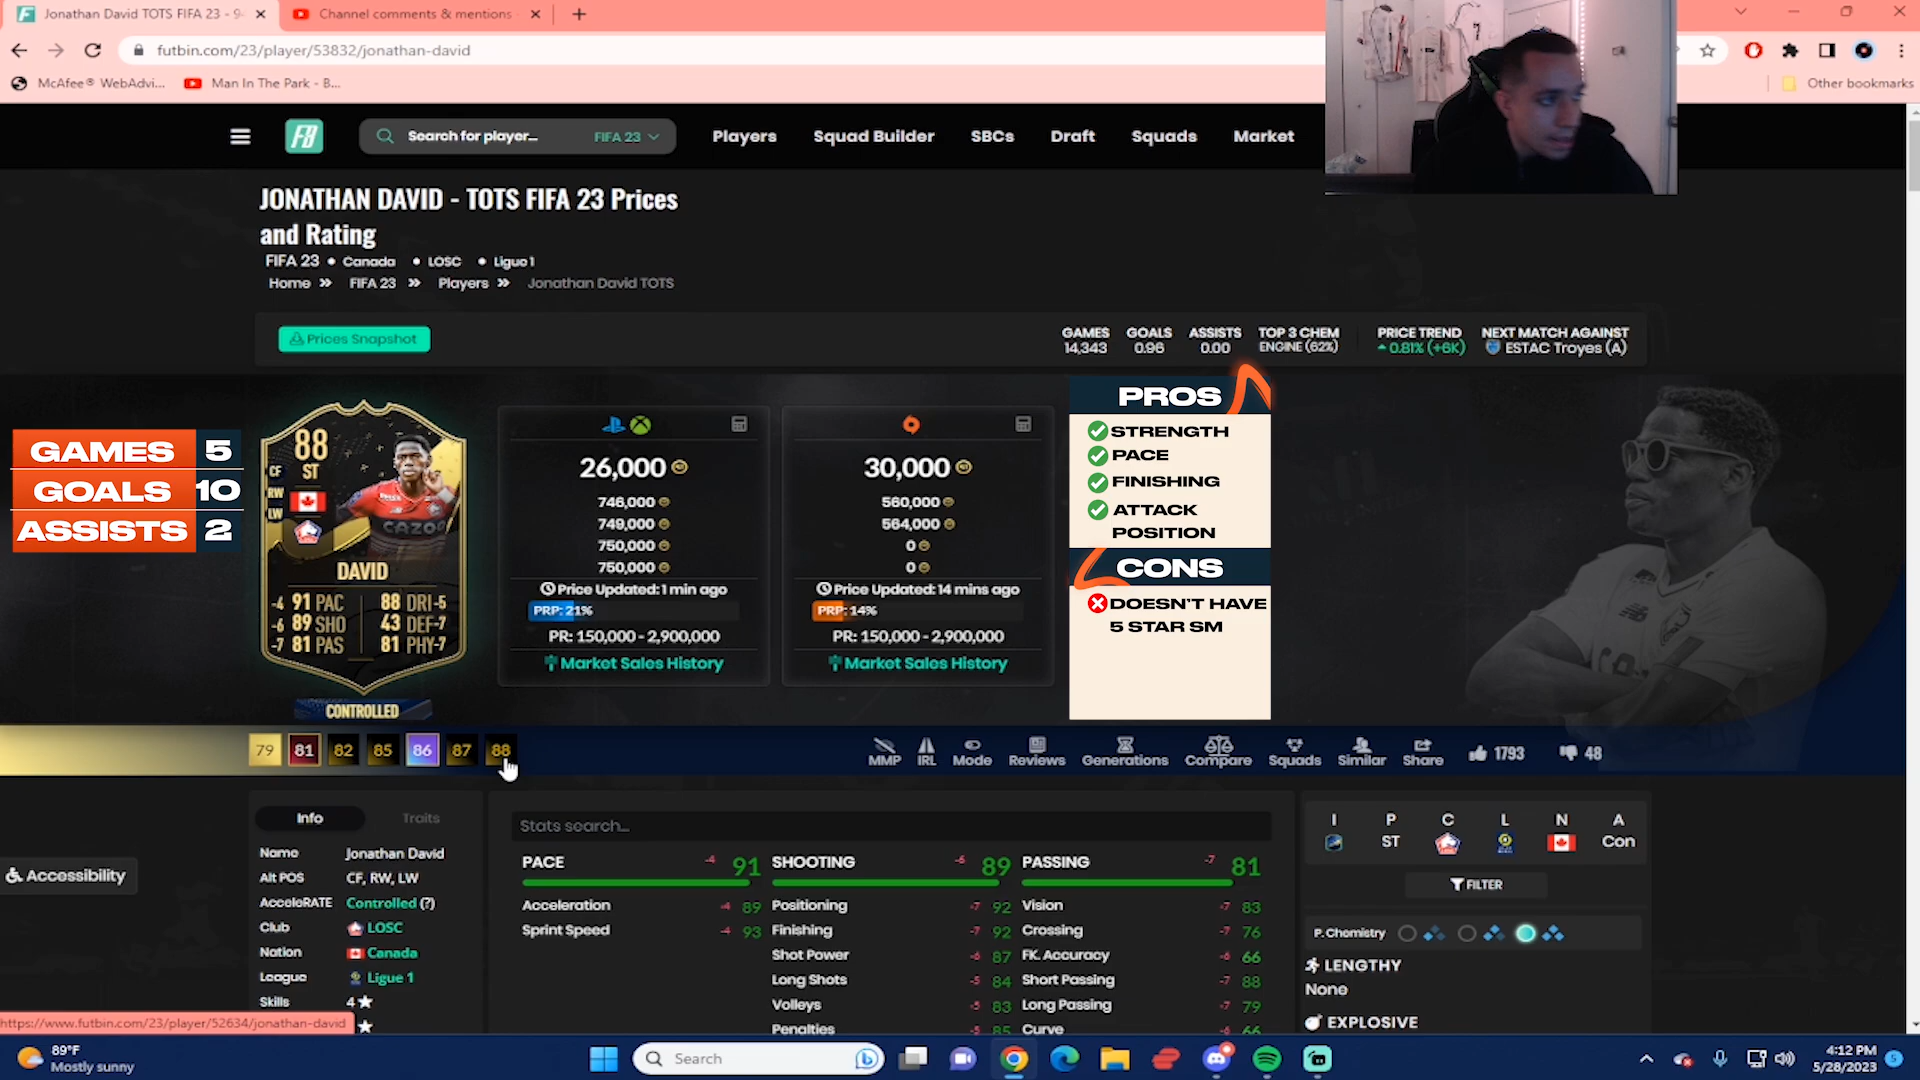 Jonathan David TOTS FIFA 23 - 9
Channel comments & mentions
futbin.com/23/player/53832/jonathan-david
McAfee® WebAdvi...
Man In The Park - B...
Other bookmarks
Search for player...
FIFA 23
Players
Squad Builder
SBCs
Draft
Squads
Market
JONATHAN DAVID - TOTS FIFA 23 Prices
and Rating
FIFA 23 • Canada • LOSC • Ligue 1
Home » FIFA 23 » Players » Jonathan David TOTS
Prices Snapshot
GAMES GOALS ASSISTS TOP 3 CHEM PRICE TREND NEXT MATCH AGAINST
14,343 0.96 0.00 ENGINE (62%) 0.81% (+6K) ESTAC Troyes (A)
GAMES 5
GOALS 10
ASSISTS 2
88
ST
CF
RW
LW
CAZOO
DAVID
-4 91 PAC 88 DRI -5
-6 89 SHO 43 DEF -7
-7 81 PAS 81 PHY -7
CONTROLLED
26,000
746,000
749,000
750,000
750,000
Price Updated: 1 min ago
PRP: 21%
PR: 150,000 - 2,900,000
Market Sales History
30,000
560,000
564,000
0
0
Price Updated: 14 mins ago
PRP: 14%
PR: 150,000 - 2,900,000
Market Sales History
PROS
STRENGTH
PACE
FINISHING
ATTACK
POSITION
CONS
DOESN'T HAVE
5 STAR SM
79 81 82 85 86 87 88
MMP IRL Mode Reviews Generations Compare Squads Similar Share 1793 48
Info Traits
Name Jonathan David
Alt POS CF, RW, LW
AcceleRATE Controlled (?)
Club LOSC
Nation Canada
League Ligue 1
Skills 4
Accessibility
Stats search...
PACE -4 91
Acceleration -4 89
Sprint Speed -4 93
SHOOTING -6 89
Positioning -7 92
Finishing -7 92
Shot Power -6 87
Long Shots -5 84
Volleys -5 83
Penalties -5 85
PASSING -7 81
Vision -7 83
Crossing -7 76
FK. Accuracy -6 66
Short Passing -7 88
Long Passing -7 79
Curve -6 66
I P C L N A
ST Con
FILTER
P. Chemistry
LENGTHY
None
EXPLOSIVE
https://www.futbin.com/23/player/52634/jonathan-david
89°F
Mostly sunny
Search
4:12 PM
5/28/2023
5